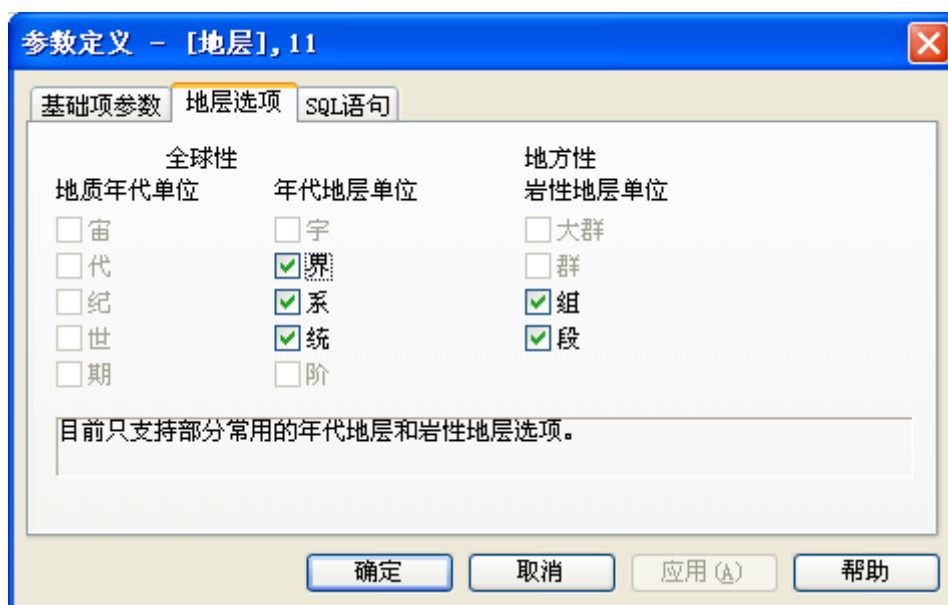 参数定义 - [地层],11
基础项参数 地层选项 SQL语句
全球性 地方性
地质年代单位 年代地层单位 岩性地层单位
宙 宇 大群
代 界 群
纪 系 组
世 统 段
期 阶
目前只支持部分常用的年代地层和岩性地层选项。
确定 取消 应用(A) 帮助